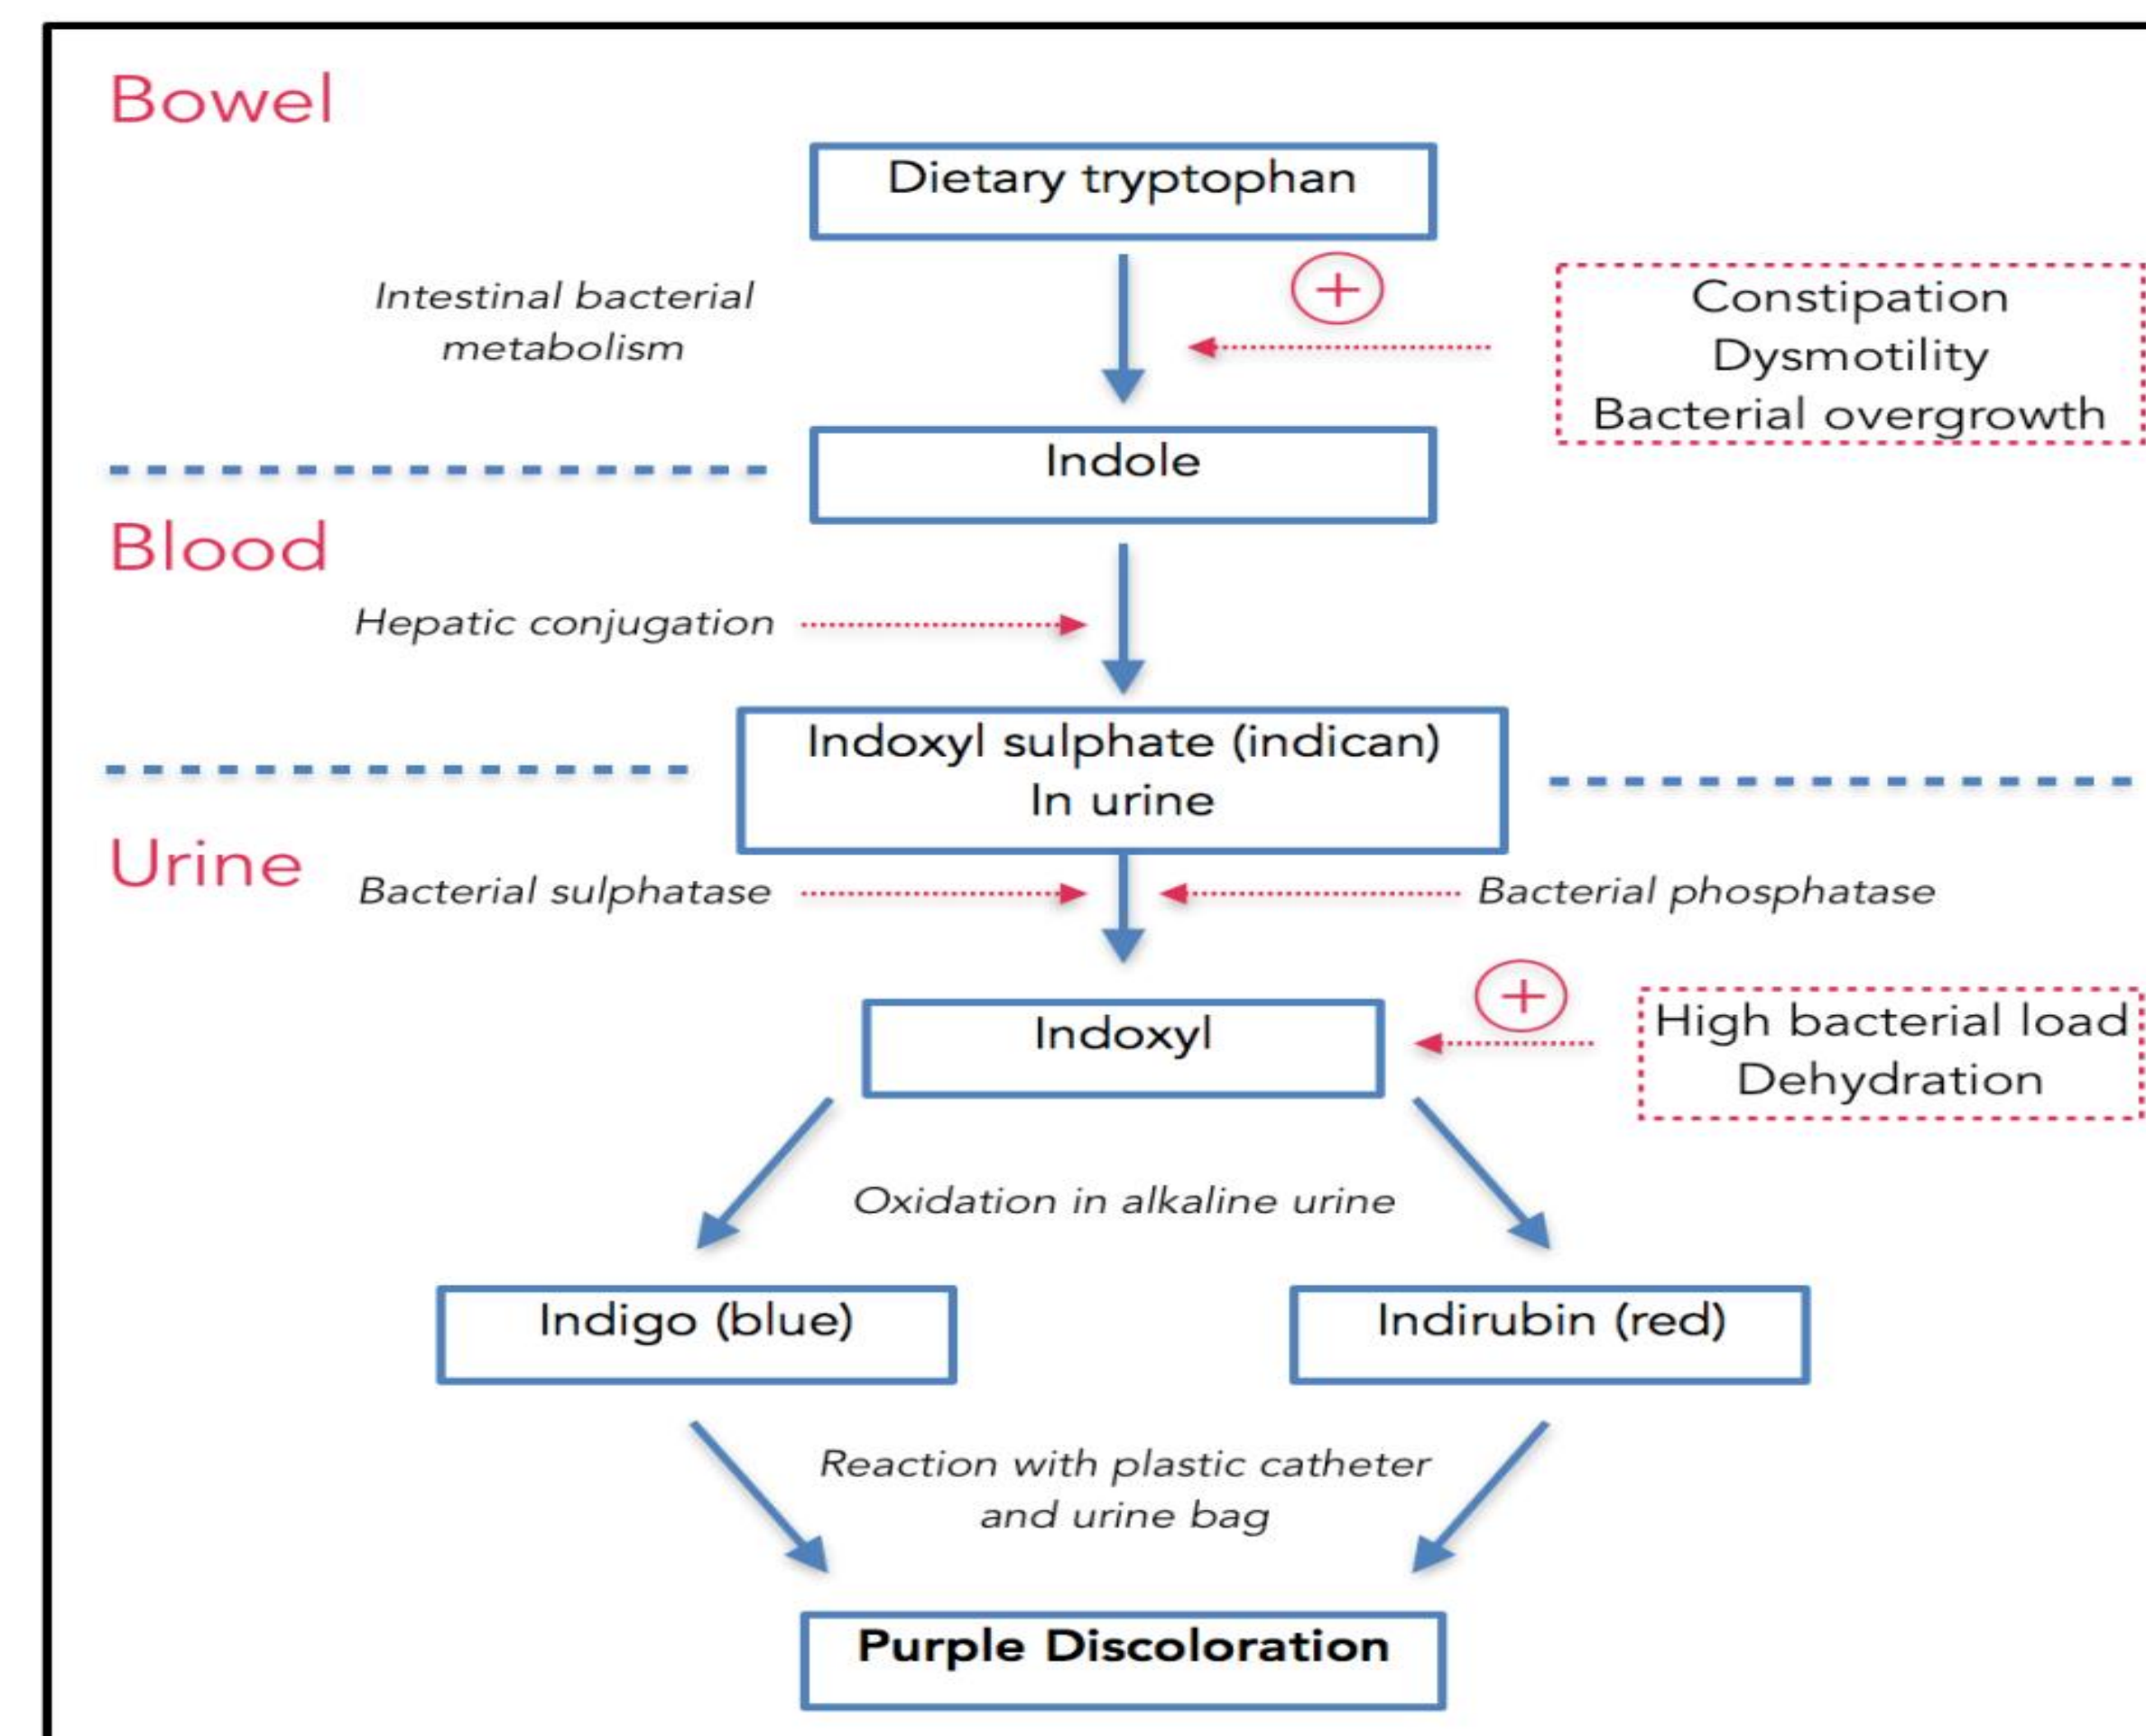 Bowel
Dietary tryptophan
Intestinal bacterial
metabolism
+
Constipation
Dysmotility
Bacterial overgrowth
Indole
Blood
Hepatic conjugation
Indoxyl sulphate (indican)
In urine
Urine
Bacterial sulphatase
Bacterial phosphatase
Indoxyl
+
High bacterial load
Dehydration
Oxidation in alkaline urine
Indigo (blue)
Indirubin (red)
Reaction with plastic catheter
and urine bag
Purple Discoloration